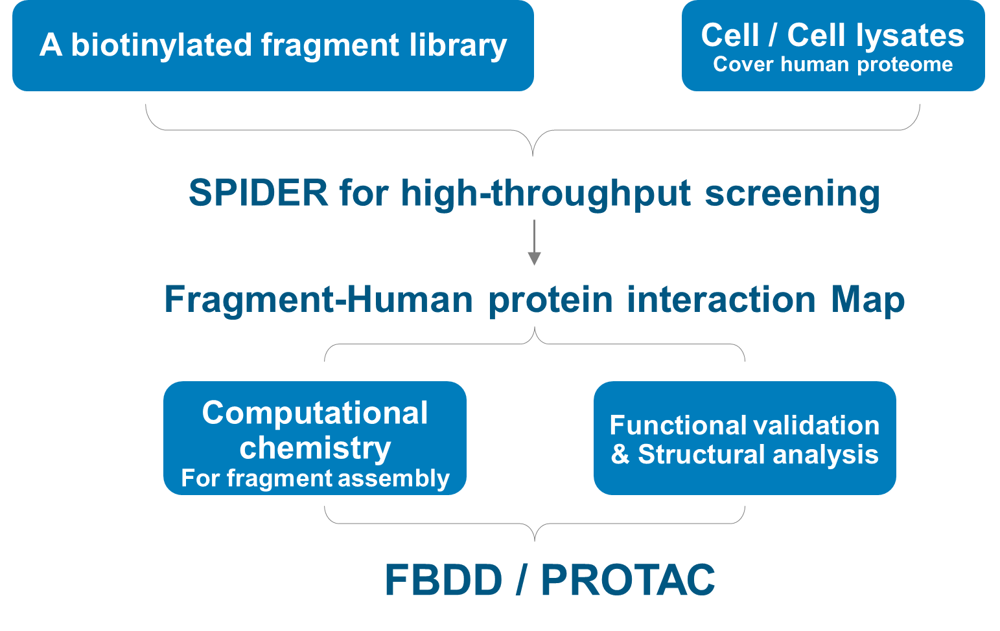 A biotinylated fragment library
Cell / Cell lysates
Cover human proteome
SPIDER for high-throughput screening
Fragment-Human protein interaction Map
Computational
chemistry
For fragment assembly
Functional validation
& Structural analysis
FBDD / PROTAC